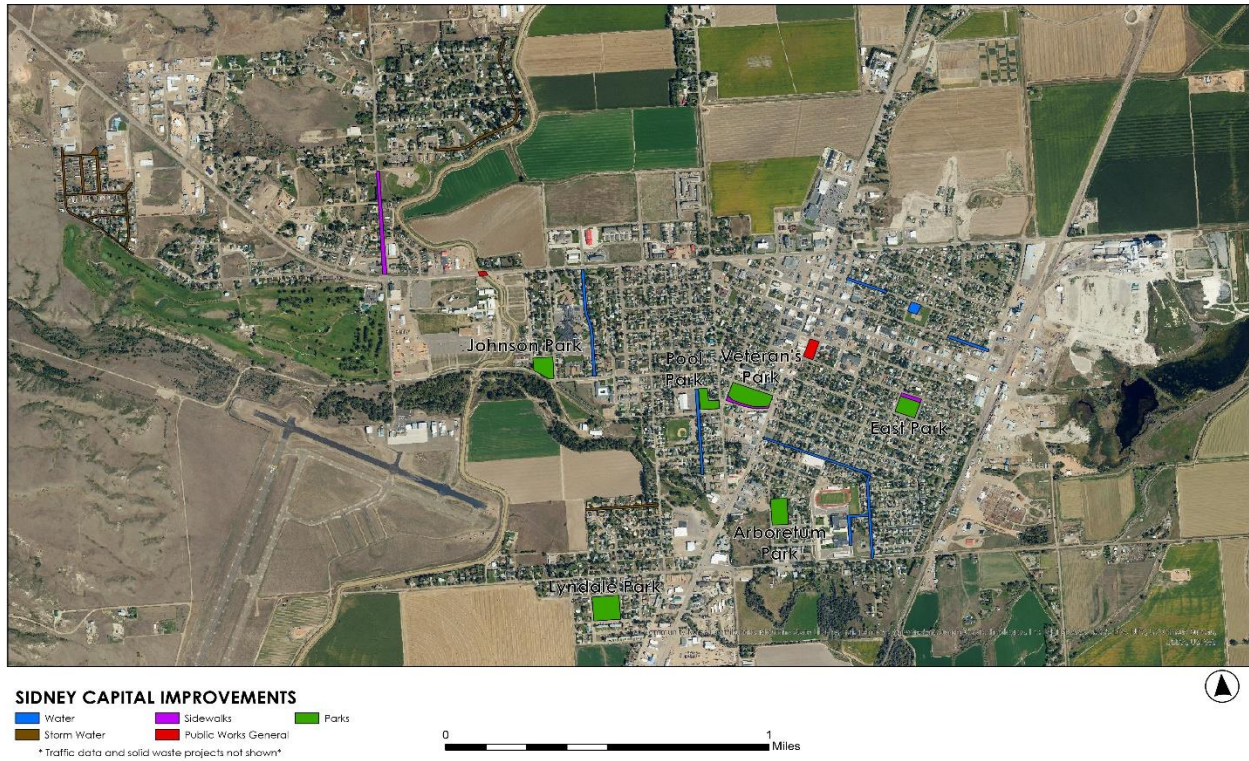 Johnson Park
Pool
Park
Veteran's
Park
East Park
Arboretum
Park
Lyndale Park
SIDNEY CAPITAL IMPROVEMENTS
Water
Sidewalks
Parks
Storm Water
Public Works General
* Traffic data and solid waste projects not shown*
0
1
Miles